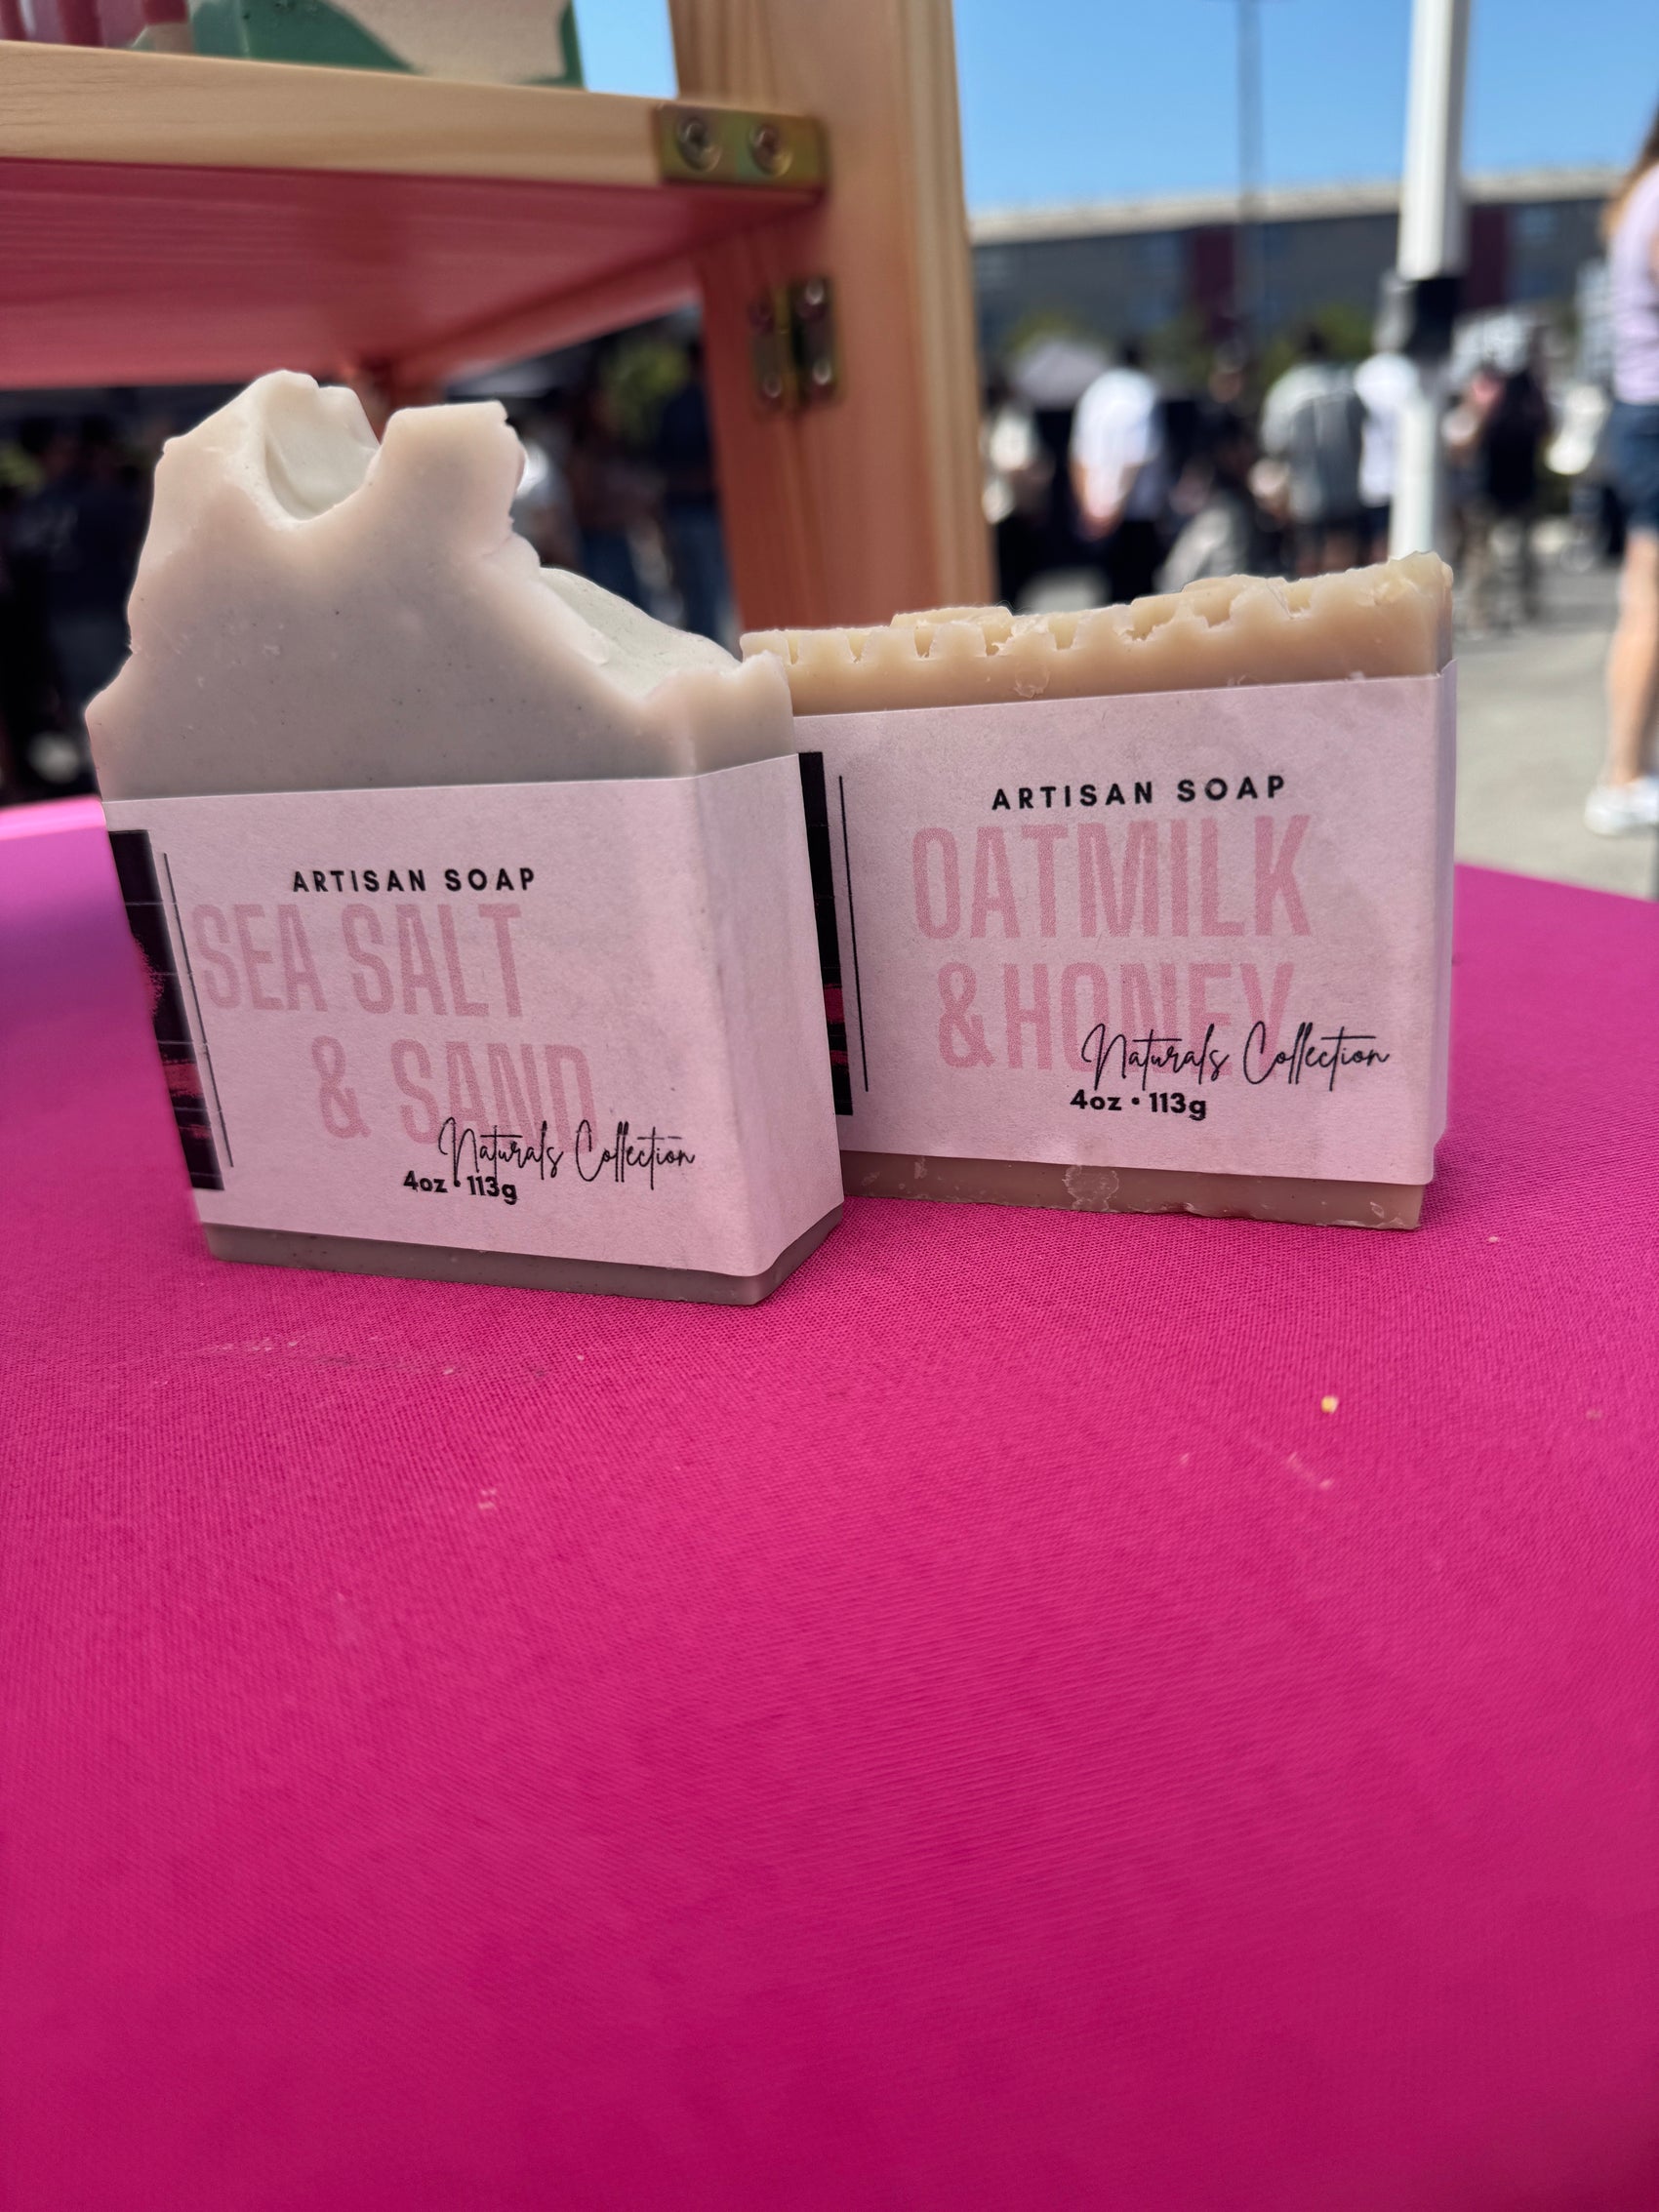 ARTISAN SOAP
SEA SALT
& SAND
Naturals Collection
4oz • 113g
ARTISAN SOAP
OATMILK
& HONEY
Naturals Collection
4oz • 113g